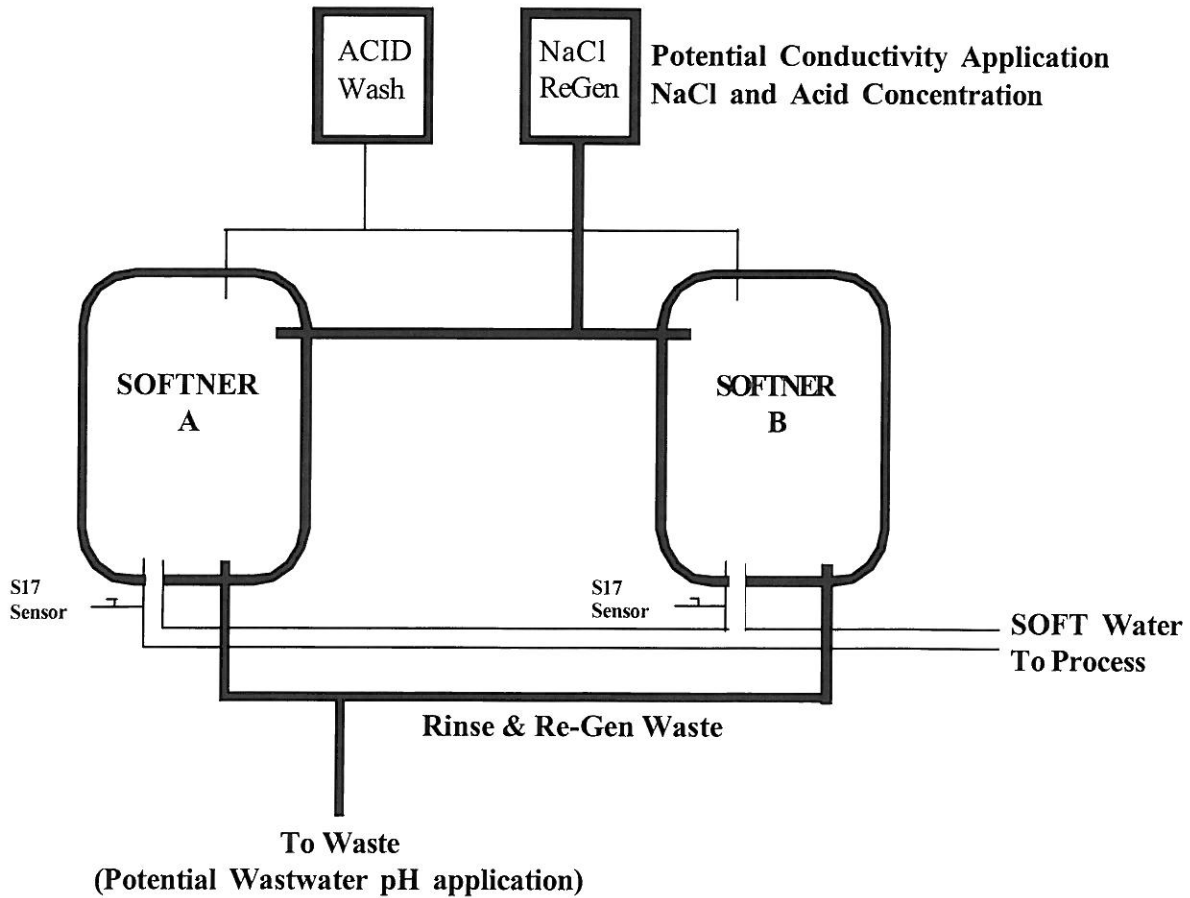 ACID
Wash
NaCl
ReGen
Potential Conductivity Application
NaCl and Acid Concentration
SOFTNER
A
SOFTNER
B
S17
Sensor
S17
Sensor
SOFT Water
To Process
Rinse & Re-Gen Waste
To Waste
(Potential Wastwater pH application)